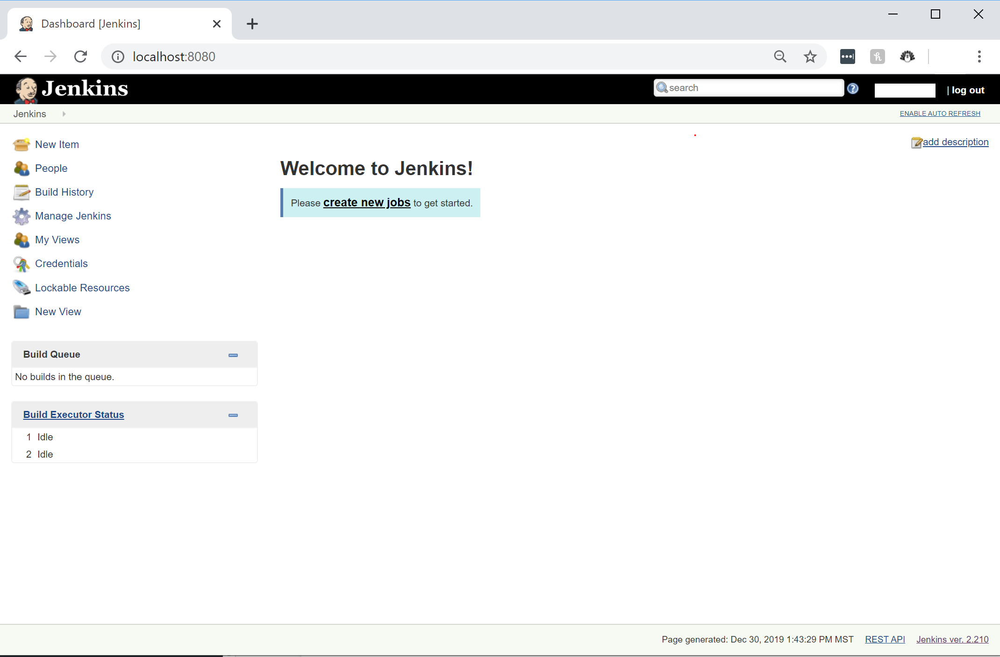 Dashboard [Jenkins]
localhost:8080
Jenkins
search
| log out
Jenkins
ENABLE AUTO REFRESH
New Item
People
Build History
Manage Jenkins
My Views
Credentials
Lockable Resources
New View
add description
Welcome to Jenkins!
Please create new jobs to get started.
Build Queue
No builds in the queue.
Build Executor Status
1 Idle
2 Idle
Page generated: Dec 30, 2019 1:43:29 PM MST REST API Jenkins ver. 2.210